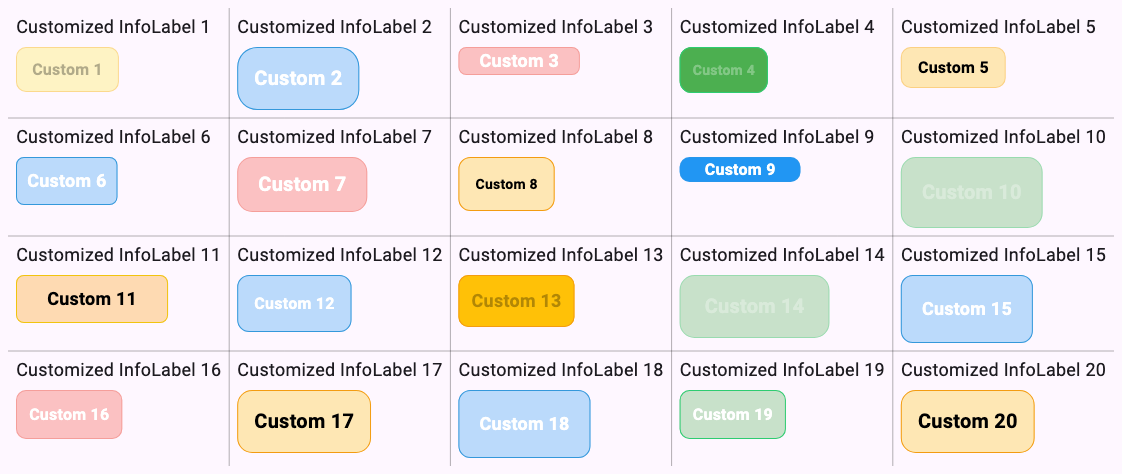 Customized InfoLabel 1
Custom 1
Customized InfoLabel 2
Custom 2
Customized InfoLabel 3
Custom 3
Customized InfoLabel 4
Custom 4
Customized InfoLabel 5
Custom 5
Customized InfoLabel 6
Custom 6
Customized InfoLabel 7
Custom 7
Customized InfoLabel 8
Custom 8
Customized InfoLabel 9
Custom 9
Customized InfoLabel 10
Custom 10
Customized InfoLabel 11
Custom 11
Customized InfoLabel 12
Custom 12
Customized InfoLabel 13
Custom 13
Customized InfoLabel 14
Custom 14
Customized InfoLabel 15
Custom 15
Customized InfoLabel 16
Custom 16
Customized InfoLabel 17
Custom 17
Customized InfoLabel 18
Custom 18
Customized InfoLabel 19
Custom 19
Customized InfoLabel 20
Custom 20